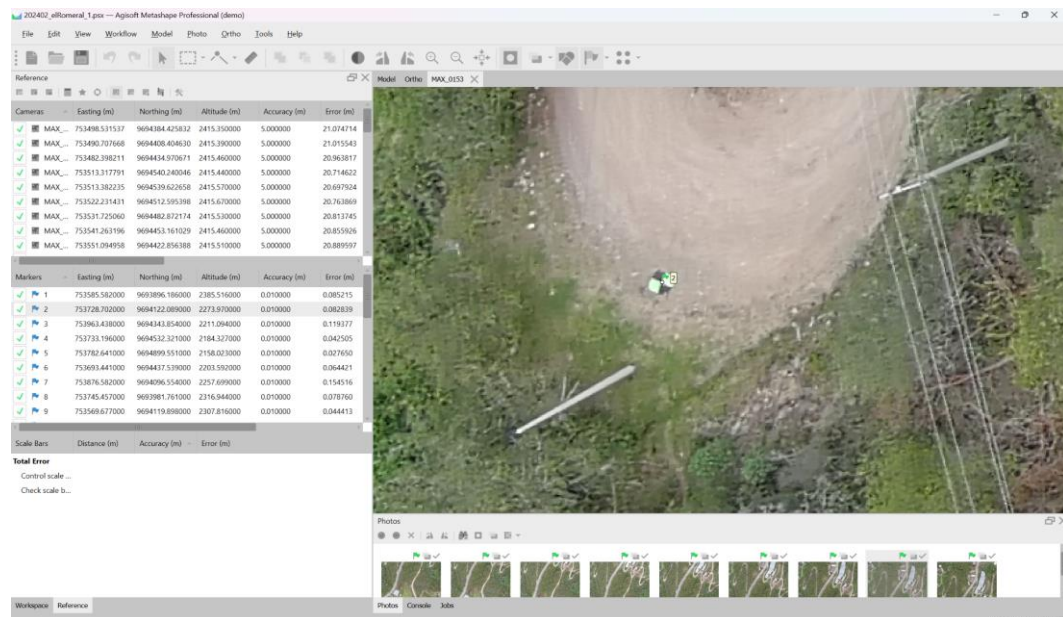 202402_elRomeral_1.psx — Agisoft Metashape Professional (demo)
File Edit View Workflow Model Photo Ortho Tools Help
Reference
Model Ortho MAX_0153
Cameras Easting (m) Northing (m) Altitude (m) Accuracy (m) Error (m)
MAX_... 753498.531537 9694384.425832 2415.350000 5.000000 21.074714
MAX_... 753490.707668 9694408.404630 2415.390000 5.000000 21.015543
MAX_... 753482.398211 9694434.970671 2415.460000 5.000000 20.963817
MAX_... 753513.317791 9694540.240046 2415.440000 5.000000 20.714622
MAX_... 753513.382235 9694539.622658 2415.570000 5.000000 20.697924
MAX_... 753522.231431 9694512.595398 2415.670000 5.000000 20.763869
MAX_... 753531.725060 9694482.872174 2415.530000 5.000000 20.813745
MAX_... 753541.263196 9694453.161029 2415.460000 5.000000 20.855926
MAX_... 753551.094958 9694422.856388 2415.510000 5.000000 20.889597
Markers Easting (m) Northing (m) Altitude (m) Accuracy (m) Error (m)
1 753585.582000 9693896.186000 2385.516000 0.010000 0.085215
2 753728.702000 9694122.089000 2273.970000 0.010000 0.082839
3 753963.438000 9694343.854000 2211.094000 0.010000 0.119377
4 753733.196000 9694532.321000 2184.327000 0.010000 0.042505
5 753782.641000 9694899.551000 2158.023000 0.010000 0.027650
6 753693.441000 9694437.539000 2203.592000 0.010000 0.064421
7 753876.582000 9694096.554000 2257.699000 0.010000 0.154516
8 753745.457000 9693981.761000 2316.944000 0.010000 0.078760
9 753569.677000 9694119.898000 2307.816000 0.010000 0.044413
2
Scale Bars Distance (m) Accuracy (m) Error (m)
Total Error
Control scale ...
Check scale b...
Photos
Workspace Reference
Photos Console Jobs